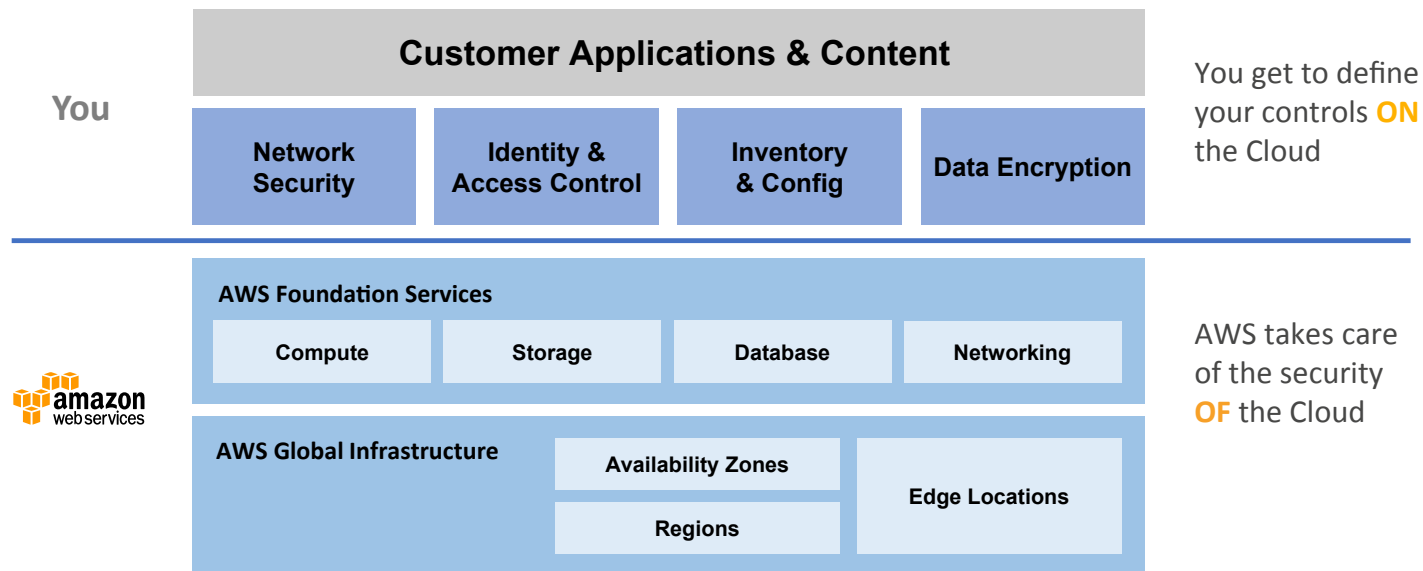 Customer Applications & Content
You
Network
Security
Identity &
Access Control
Inventory
& Config
Data Encryption
You get to define
your controls ON
the Cloud
AWS Foundation Services
Compute
Storage
Database
Networking
amazon
webservices
AWS takes care
of the security
OF the Cloud
AWS Global Infrastructure
Availability Zones
Regions
Edge Locations